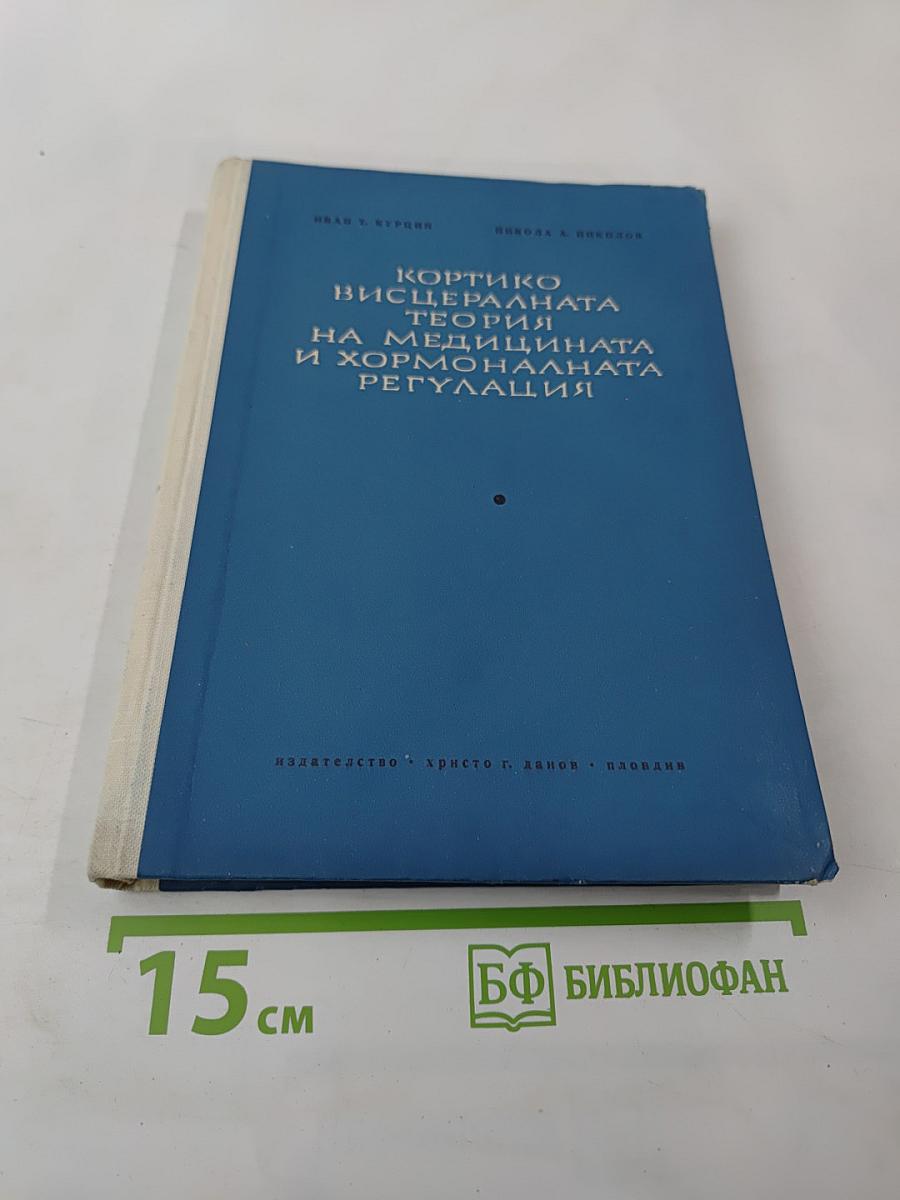 ИВАН Т. КУРЦИН НИКОЛА А. НИКОЛОВ
КОРТИКО
ВИСЦЕРАЛНАТА
ТЕОРИЯ
НА МЕДИЦИНАТА
И ХОРМОНАЛНАТА
РЕГУЛАЦИЯ
издателство • христо г. данов • пловдив
15 см
БФ БИБЛИОФАН